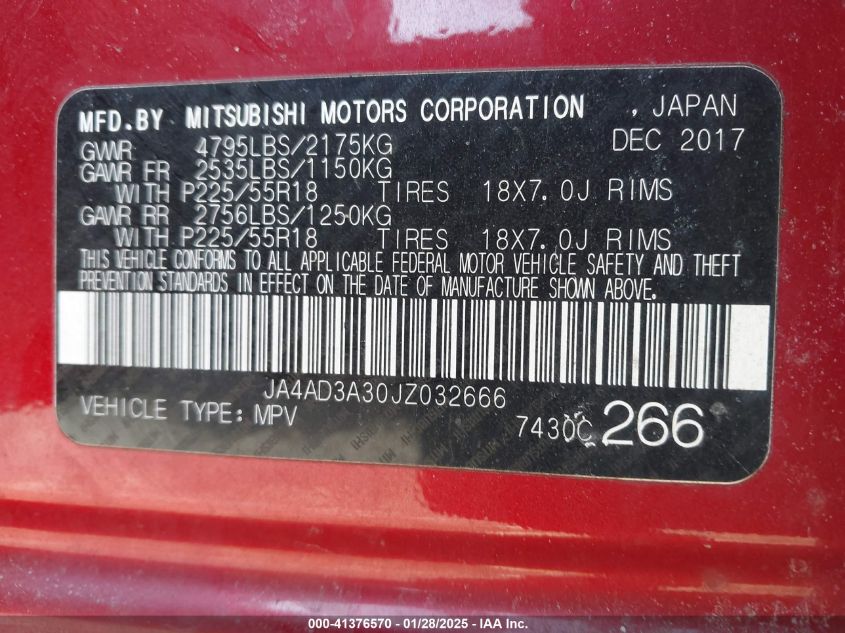 MFD.BY MITSUBISHI MOTORS CORPORATION , JAPAN
GVWR 4795LBS/2175KG DEC 2017
GAWR FR 2535LBS/1150KG
WITH P225/55R18 TIRES 18X7.0J RIMS
GAWR RR 2756LBS/1250KG
WITH P225/55R18 TIRES 18X7.0J RIMS
THIS VEHICLE CONFORMS TO ALL APPLICABLE FEDERAL MOTOR VEHICLE SAFETY AND THEFT
PREVENTION STANDARDS IN EFFECT ON THE DATE OF MANUFACTURE SHOWN ABOVE.
JA4AD3A30JZ032666
VEHICLE TYPE: MPV 7430C 266
000-41376570 | 01/28/2025 - IAA Inc.